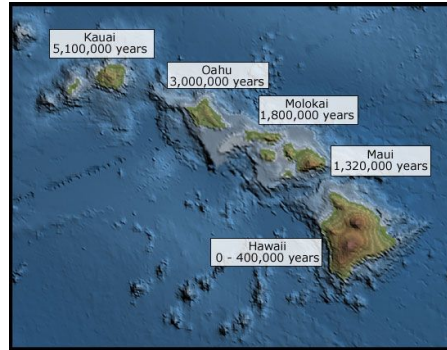 Kauai
5,100,000 years
Oahu
3,000,000 years
Molokai
1,800,000 years
Maui
1,320,000 years
Hawaii
0 - 400,000 years